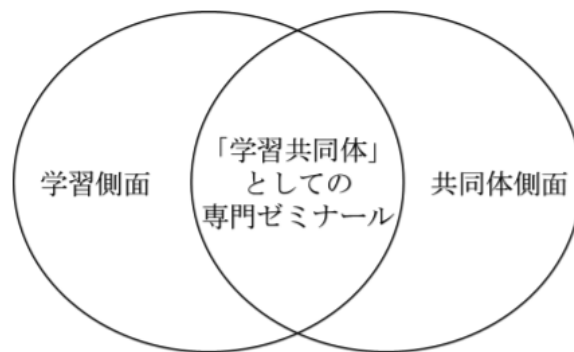 学習側面
「学習共同体」
としての
専門ゼミナール
共同体側面